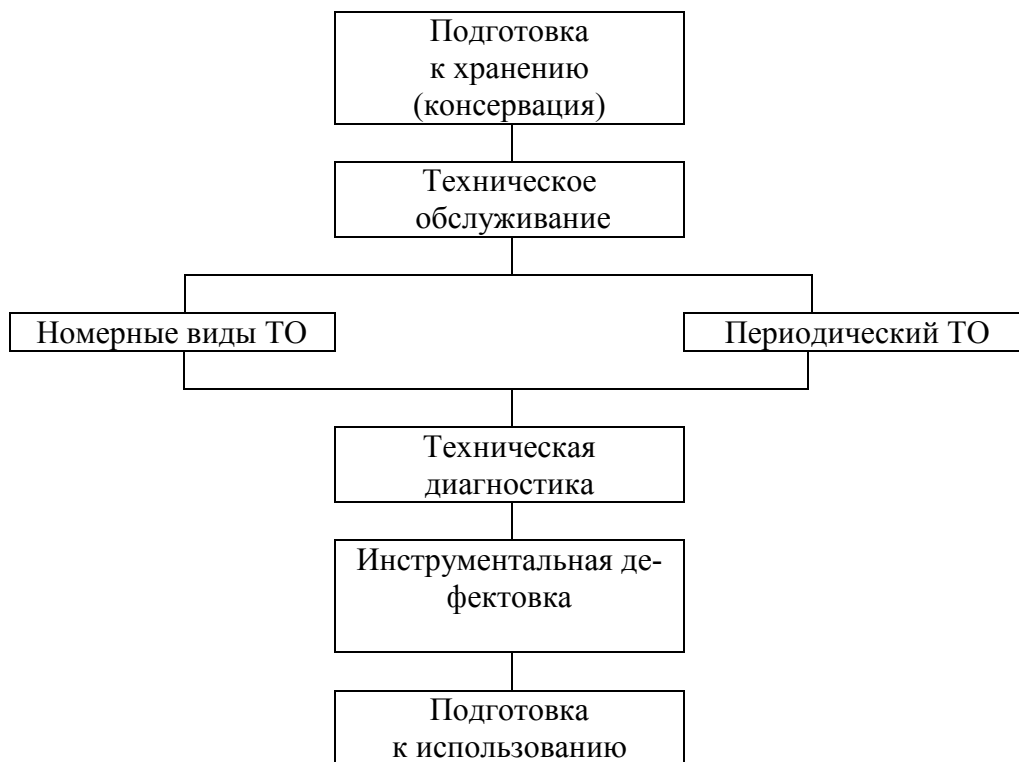 Подготовка
к хранению
(консервация)
Техническое
обслуживание
Номерные виды ТО
Периодический ТО
Техническая
диагностика
Инструментальная де-
фектовка
Подготовка
к использованию